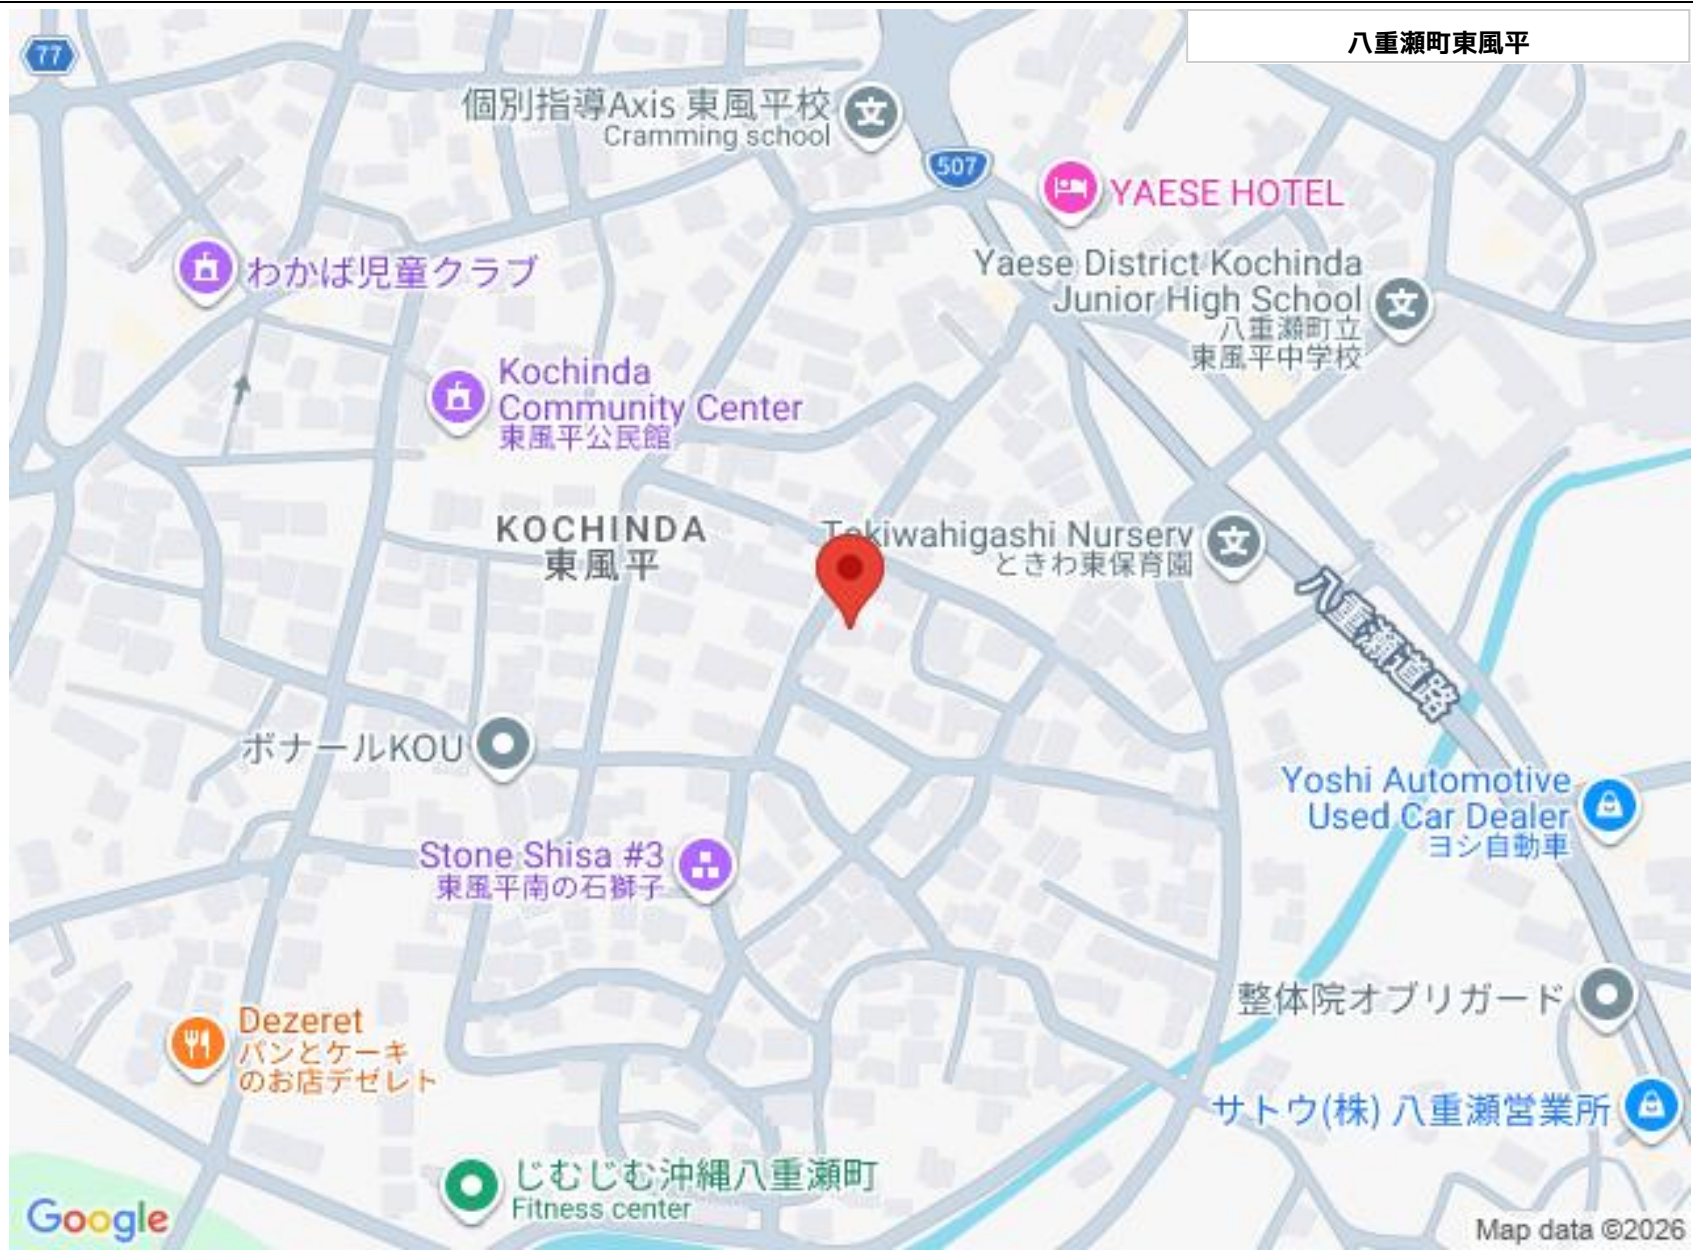 八重瀬町東風平
77
個別指導Axis 東風平校
Cramming school
507
YAESE HOTEL
わかば児童クラブ
Yaese District Kochinda
Junior High School
八重瀬町立
東風平中学校
Kochinda
Community Center
東風平公民館
KOCHINDA
東風平
Tokiwahigashi Nursery
ときわ東保育園
八重瀬道路
ボナールKOU
Yoshi Automotive
Used Car Dealer
ヨシ自動車
Stone Shisa #3
東風平南の石獅子
整体院オブリガード
Dezeret
パンとケーキ
のお店デゼレト
サトウ(株) 八重瀬営業所
じむじむ沖縄八重瀬町
Fitness center
Google
Map data ©2026